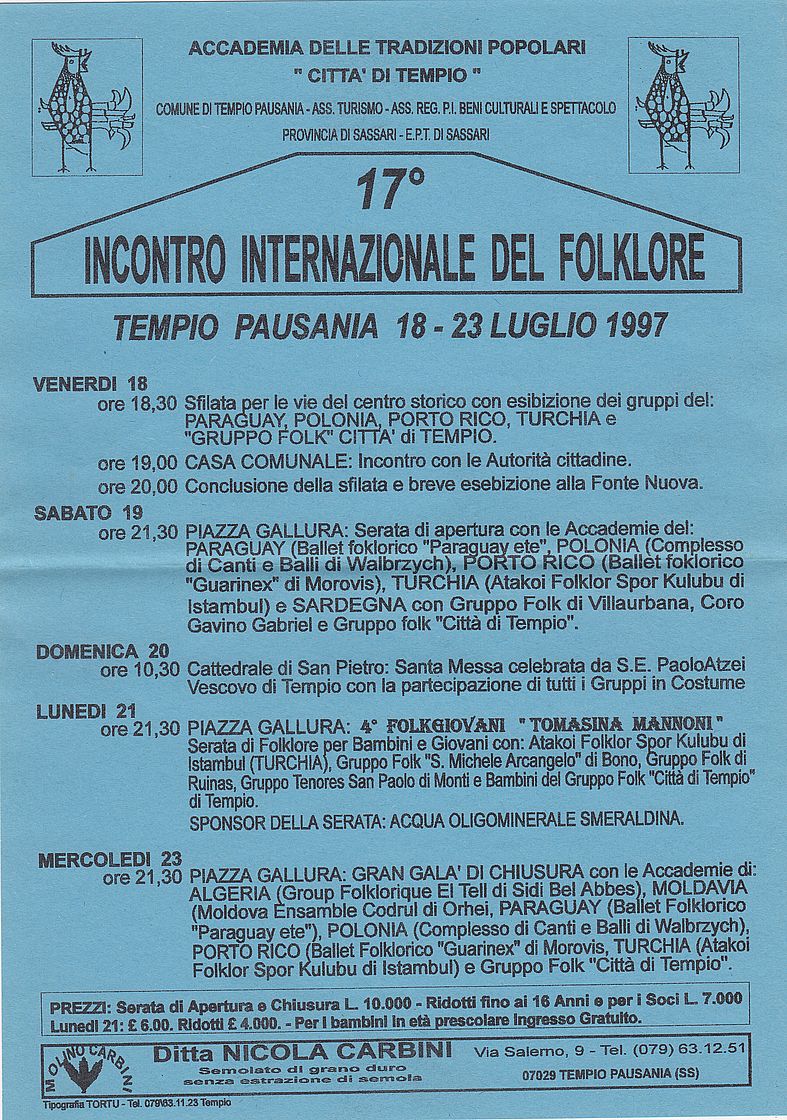 ACCADEMIA DELLE TRADIZIONI POPOLARI
" CITTA' DI TEMPIO "
COMUNE DI TEMPIO PAUSANIA - ASS. TURISMO - ASS. REG. P.I. BENI CULTURALI E SPETTACOLO
PROVINCIA DI SASSARI - E.P.T. DI SASSARI
17°
INCONTRO INTERNAZIONALE DEL FOLKLORE
TEMPIO PAUSANIA 18 - 23 LUGLIO 1997
VENERDI 18
ore 18,30 Sfilata per le vie del centro storico con esibizione dei gruppi del:
PARAGUAY, POLONIA, PORTO RICO, TURCHIA e
"GRUPPO FOLK" CITTA' di TEMPIO.
ore 19,00 CASA COMUNALE: Incontro con le Autorità cittadine.
ore 20,00 Conclusione della sfilata e breve esebizione alla Fonte Nuova.
SABATO 19
ore 21,30 PIAZZA GALLURA: Serata di apertura con le Accademie del:
PARAGUAY (Ballet foklorico "Paraguay ete", POLONIA (Complesso
di Canti e Balli di Walbrzych), PORTO RICO (Ballet foklorico
"Guarinex" di Morovis), TURCHIA (Atakoi Folklor Spor Kulubu di
Istambul) e SARDEGNA con Gruppo Folk di Villaurbana, Coro
Gavino Gabriel e Gruppo folk "Città di Tempio".
DOMENICA 20
ore 10,30 Cattedrale di San Pietro: Santa Messa celebrata da S.E. PaoloAtzei
Vescovo di Tempio con la partecipazione di tutti i Gruppi in Costume
LUNEDI 21
ore 21,30 PIAZZA GALLURA: 4° FOLKGIOVANI "TOMASINA MANNONI"
Serata di Folklore per Bambini e Giovani con: Atakoi Folklor Spor Kulubu di
Istambul (TURCHIA), Gruppo Folk "S. Michele Arcangelo" di Bono, Gruppo Folk di
Ruinas, Gruppo Tenores San Paolo di Monti e Bambini del Gruppo Folk "Città di Tempio"
di Tempio.
SPONSOR DELLA SERATA: ACQUA OLIGOMINERALE SMERALDINA.
MERCOLEDI 23
ore 21,30 PIAZZA GALLURA: GRAN GALA' DI CHIUSURA con le Accademie di:
ALGERIA (Group Folklorique El Tell di Sidi Bel Abbes), MOLDAVIA
(Moldova Ensamble Codrul di Orhei, PARAGUAY (Ballet Folklorico
"Paraguay ete"), POLONIA (Complesso di Canti e Balli di Walbrzych),
PORTO RICO (Ballet Folklorico "Guarinex" di Morovis, TURCHIA (Atakoi
Folklor Spor Kulubu di Istambul) e Gruppo Folk "Città di Tempio".
PREZZI: Serata di Apertura e Chiusura L. 10.000 - Ridotti fino ai 16 Anni e per i Soci L. 7.000
Lunedi 21: £ 6.00. Ridotti £ 4.000. - Per i bambini in età prescolare Ingresso Gratuito.
MOLINO CARBINI
Ditta NICOLA CARBINI
Semolato di grano duro
senza estrazione di semola
Via Salerno, 9 - Tel. (079) 63.12.51
07029 TEMPIO PAUSANIA (SS)
Tipografia TORTU - Tel. 079\63.11.23 Tempio